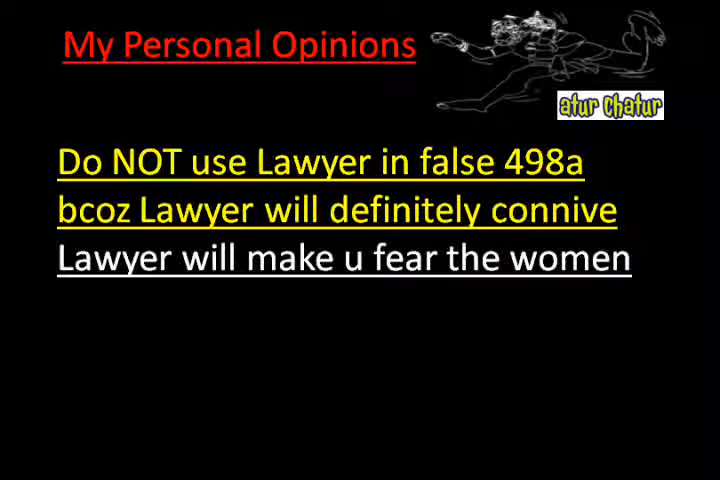 My Personal Opinions
atur chatur
Do NOT use Lawyer in false 498a
bcoz Lawyer will definitely connive
Lawyer will make u fear the women